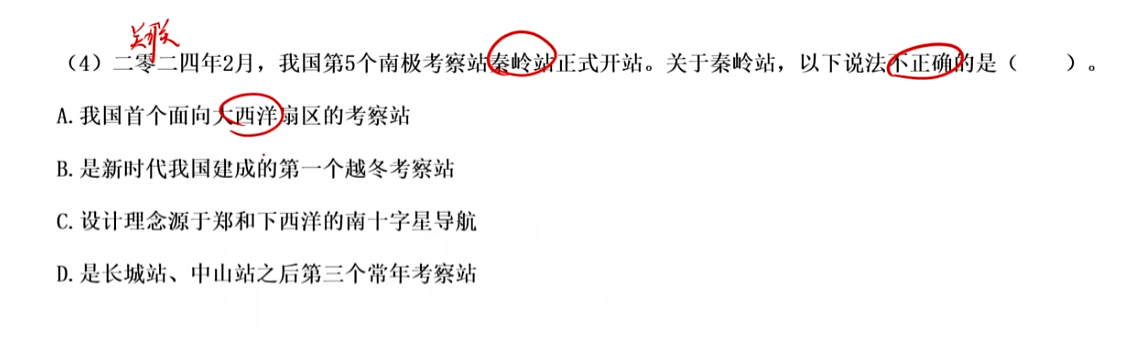 （4）二零二四年2月，我国第5个南极考察站秦岭站正式开站。关于秦岭站，以下说法不正确的是（　　）。
A.我国首个面向大西洋扇区的考察站
B.是新时代我国建成的第一个越冬考察站
C.设计理念源于郑和下西洋的南十字星导航
D.是长城站、中山站之后第三个常年考察站